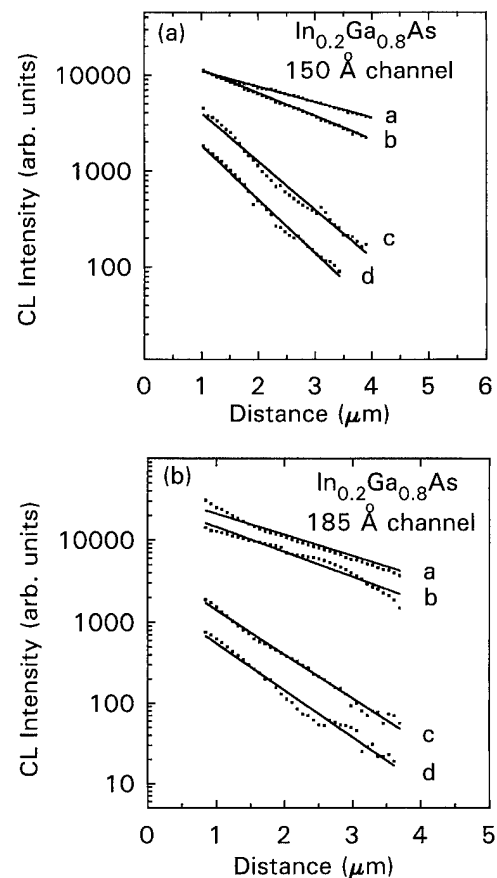 (a)
In0.2Ga0.8As
150 Å channel
CL Intensity (arb. units)
10000
1000
100
a
b
c
d
0 1 2 3 4 5 6
Distance (μm)
(b)
In0.2Ga0.8As
185 Å channel
CL Intensity (arb. units)
10000
1000
100
10
a
b
c
d
0 1 2 3 4 5
Distance (μm)